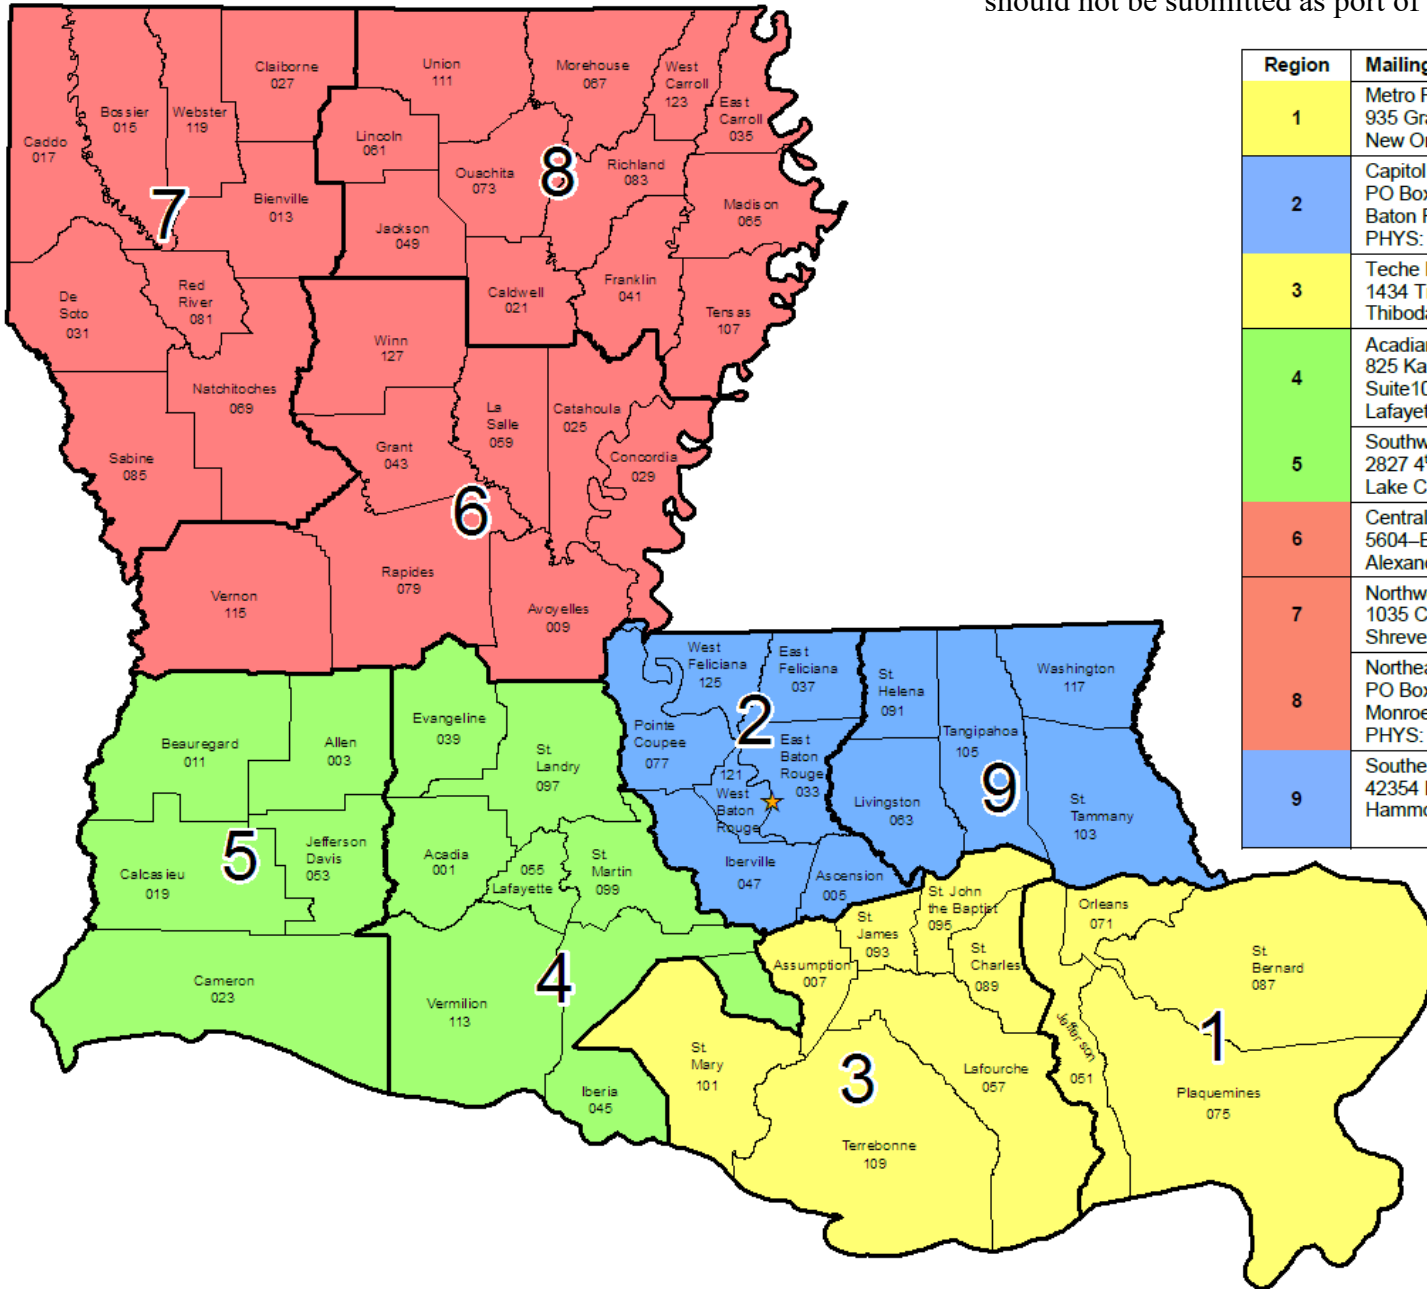 should not be submitted as port of
Claiborne
027
Union
111
Morehouse
067
West
Carroll
123
East
Carroll
035
Bossier
015
Webster
119
Caddo
017
Lincoln
061
Ouachita
073
8
Richland
083
7
Bienville
013
Jackson
049
Madison
065
De
Soto
031
Red
River
081
Caldwell
021
Franklin
041
Tensas
107
Winn
127
Natchitoches
069
La
Salle
059
Catahoula
025
Sabine
085
Grant
043
Concordia
029
6
Vernon
115
Rapides
079
Avoyelles
009
West
Feliciana
125
East
Feliciana
037
St.
Helena
091
Washington
117
Beauregard
011
Allen
003
Evangeline
039
St.
Landry
097
Pointe
Coupee
077
2
East
Baton
Rouge
033
121
West
Baton
Rouge
Tangipahoa
105
9
Livingston
063
St.
Tammany
103
5
Calcasieu
019
Jefferson
Davis
053
Acadia
001
055
Lafayette
St.
Martin
099
Iberville
047
Ascension
005
St. John
the Baptist
095
St.
James
093
Orleans
071
Cameron
023
Vermilion
113
4
Assumption
007
St.
Charles
089
St.
Bernard
087
Iberia
045
St.
Mary
101
3
Lafourche
057
Jefferson
051
1
Plaquemines
075
Terrebonne
109
Region Mailing
1
Metro
935 Gra
New Or
2
Capitol
PO Box
Baton
PHYS:
3
Teche
1434
Thiboda
4
Acadian
825 Ka
Suite10
Lafayet
5
Southw
2827 4
Lake C
6
Central
5604–E
Alexand
7
Northw
1035 C
Shreve
8
Northea
PO Box
Monroe
PHYS:
9
Southe
42354
Hammo